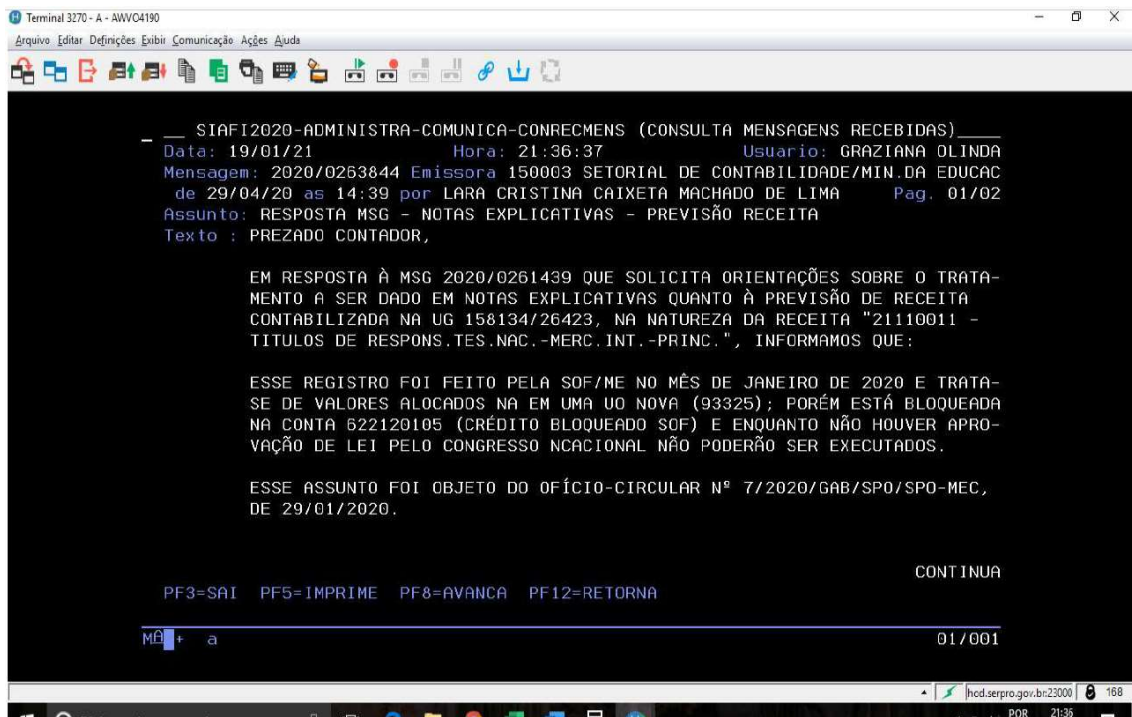 Terminal 3270 - A - AWVO4190
Arquivo Editar Definições Exibir Comunicação Ações Ajuda
__ SIAFI2020-ADMINISTRA-COMUNICA-CONRECMENS (CONSULTA MENSAGENS RECEBIDAS)____
Data: 19/01/21 Hora: 21:36:37 Usuario: GRAZIANA OLINDA
Mensagem: 2020/0263844 Emissora 150003 SETORIAL DE CONTABILIDADE/MIN.DA EDUCAC
de 29/04/20 as 14:39 por LARA CRISTINA CAIXETA MACHADO DE LIMA Pag. 01/02
Assunto: RESPOSTA MSG - NOTAS EXPLICATIVAS - PREVISÃO RECEITA
Texto : PREZADO CONTADOR,
EM RESPOSTA À MSG 2020/0261439 QUE SOLICITA ORIENTAÇÕES SOBRE O TRATA-
MENTO A SER DADO EM NOTAS EXPLICATIVAS QUANTO À PREVISÃO DE RECEITA
CONTABILIZADA NA UG 158134/26423, NA NATUREZA DA RECEITA "21110011 -
TITULOS DE RESPONS.TES.NAC.-MERC.INT.-PRINC.", INFORMAMOS QUE:
ESSE REGISTRO FOI FEITO PELA SOF/ME NO MÊS DE JANEIRO DE 2020 E TRATA-
SE DE VALORES ALOCADOS NA EM UMA UO NOVA (93325); PORÉM ESTÁ BLOQUEADA
NA CONTA 622120105 (CRÉDITO BLOQUEADO SOF) E ENQUANTO NÃO HOUVER APRO-
VAÇÃO DE LEI PELO CONGRESSO NCACIONAL NÃO PODERÃO SER EXECUTADOS.
ESSE ASSUNTO FOI OBJETO DO OFÍCIO-CIRCULAR Nº 7/2020/GAB/SPO/SPO-MEC,
DE 29/01/2020.
CONTINUA
PF3=SAI PF5=IMPRIME PF8=AVANCA PF12=RETORNA
MA + a 01/001
hod.serpro.gov.br:23000 168
POR 21:36